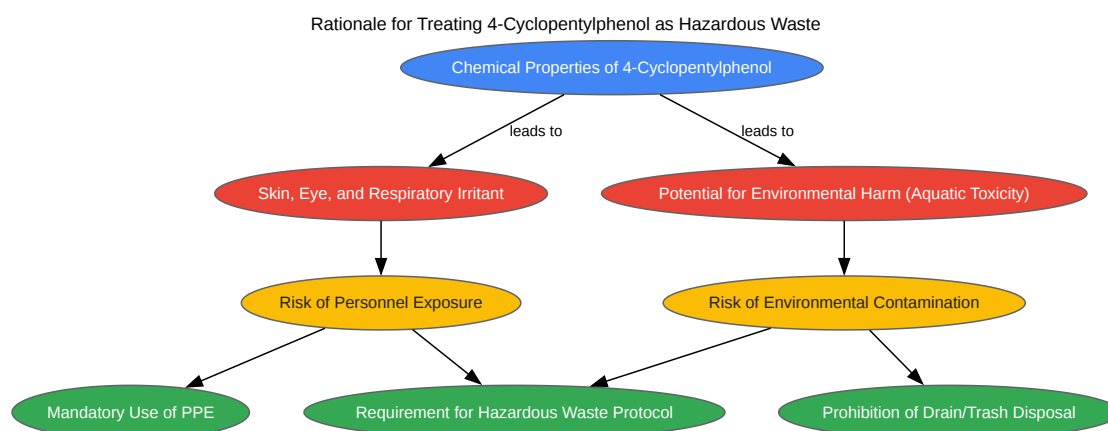 Rationale for Treating 4-Cyclopentylphenol as Hazardous Waste
Chemical Properties of 4-Cyclopentylphenol
leads to
leads to
Skin, Eye, and Respiratory Irritant
Potential for Environmental Harm (Aquatic Toxicity)
Risk of Personnel Exposure
Risk of Environmental Contamination
Mandatory Use of PPE
Requirement for Hazardous Waste Protocol
Prohibition of Drain/Trash Disposal